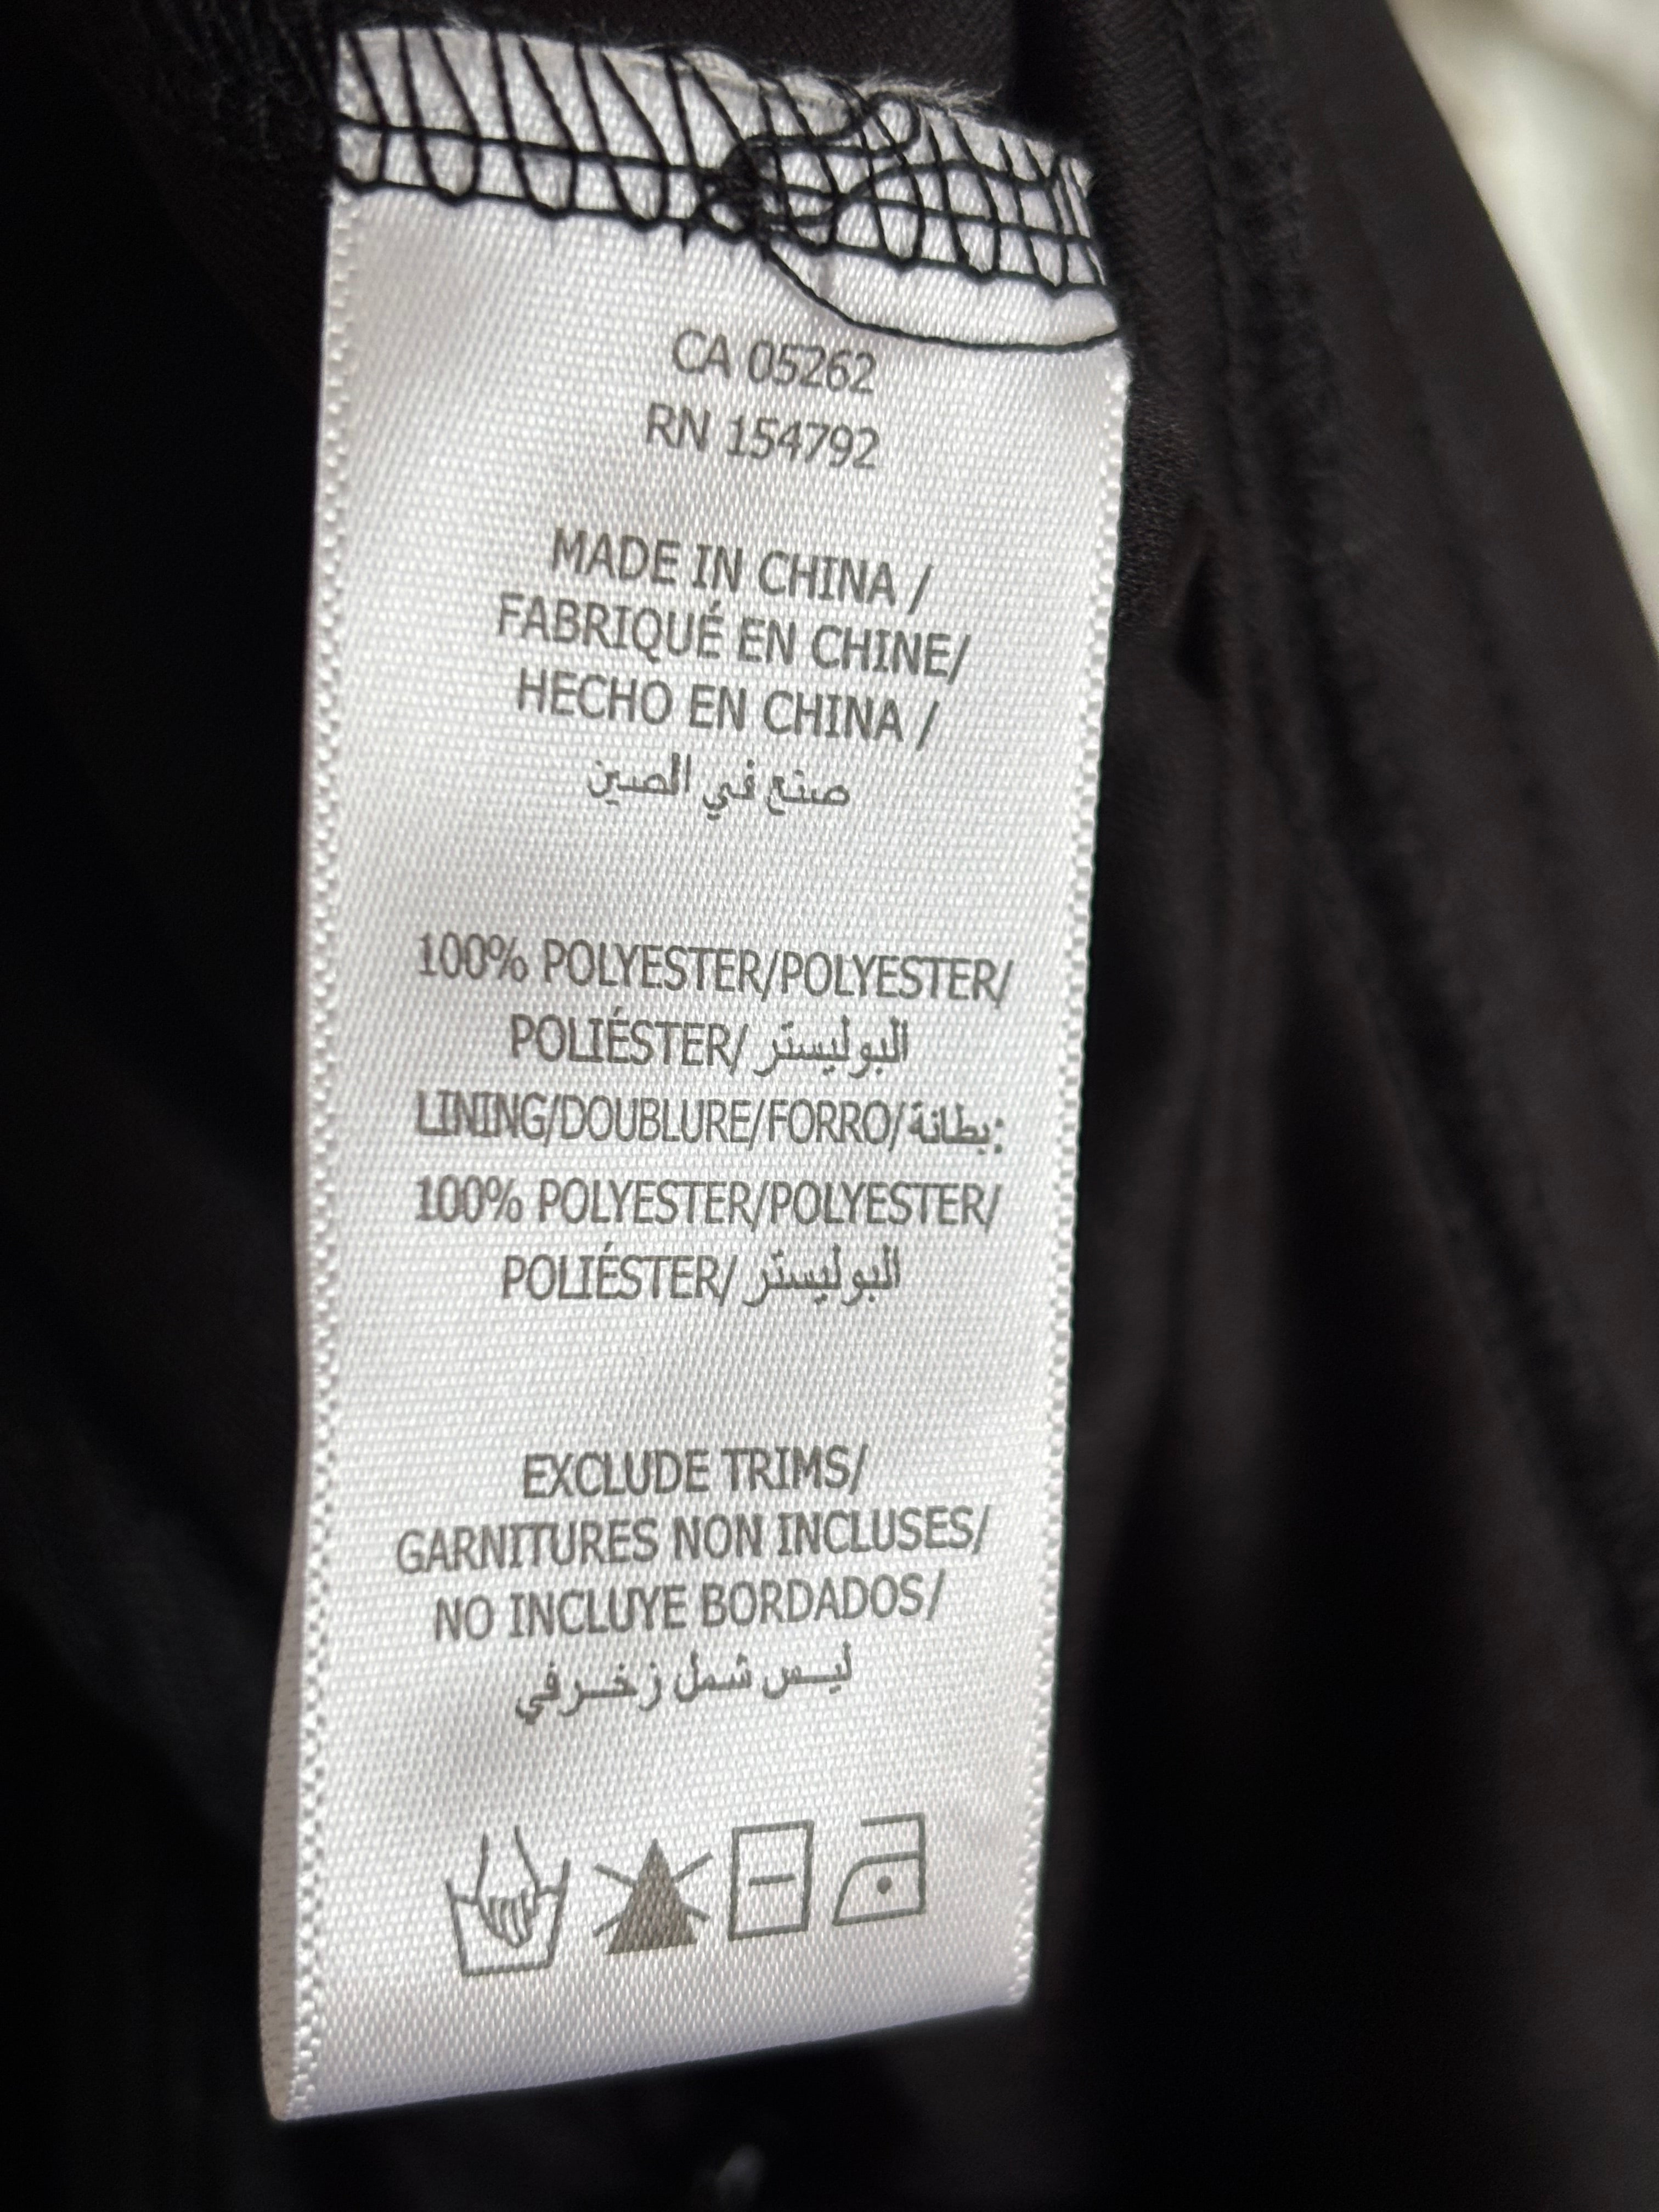 CA 05262
RN 154792
MADE IN CHINA /
FABRIQUÉ EN CHINE/
HECHO EN CHINA /
صنع في الصين
100% POLYESTER/POLYESTER/
POLIÉSTER/ البوليستر
LINING/DOUBLURE/FORRO/بطانة:
100% POLYESTER/POLYESTER/
POLIÉSTER/ البوليستر
EXCLUDE TRIMS/
GARNITURES NON INCLUSES/
NO INCLUYE BORDADOS/
ليس شمل زخرفي